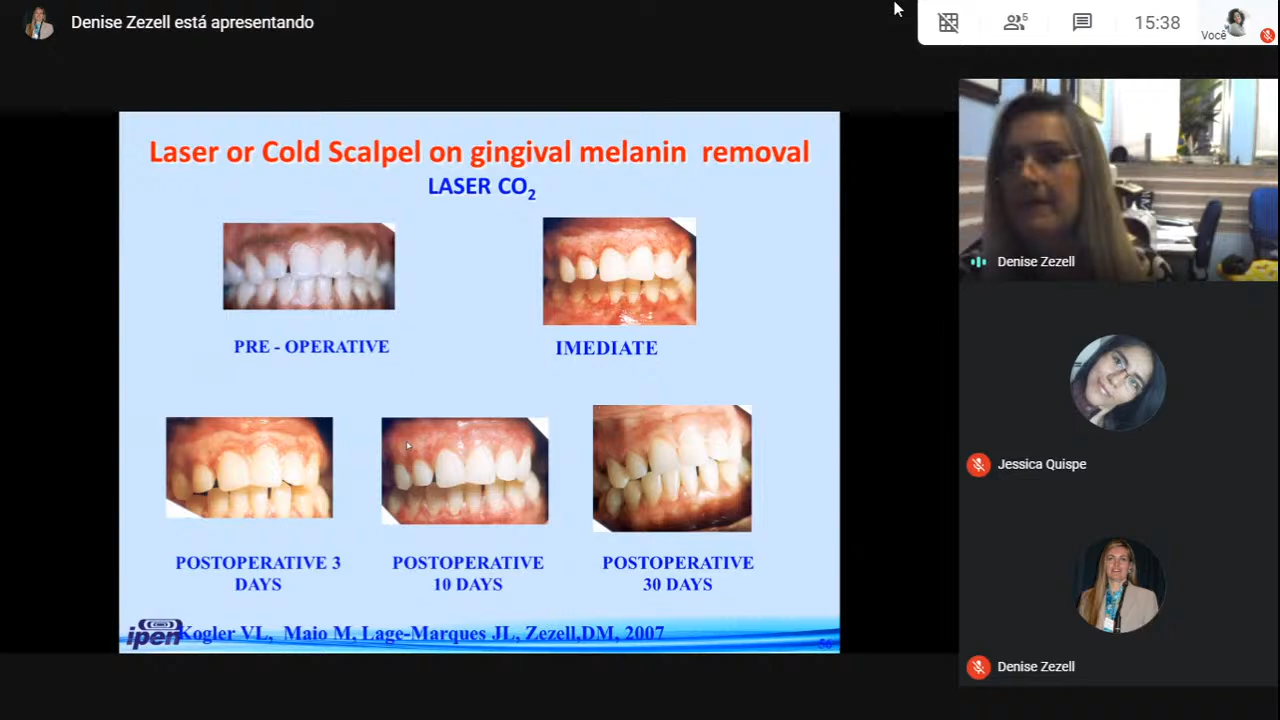 Denise Zezell está apresentando
5
15:38
Você
Laser or Cold Scalpel on gingival melanin removal
LASER CO2
PRE - OPERATIVE
IMEDIATE
POSTOPERATIVE 3
DAYS
POSTOPERATIVE
10 DAYS
POSTOPERATIVE
30 DAYS
ipen
Kogler VL, Maio M, Lage-Marques JL, Zezell,DM, 2007
56
Denise Zezell
Jessica Quispe
Denise Zezell